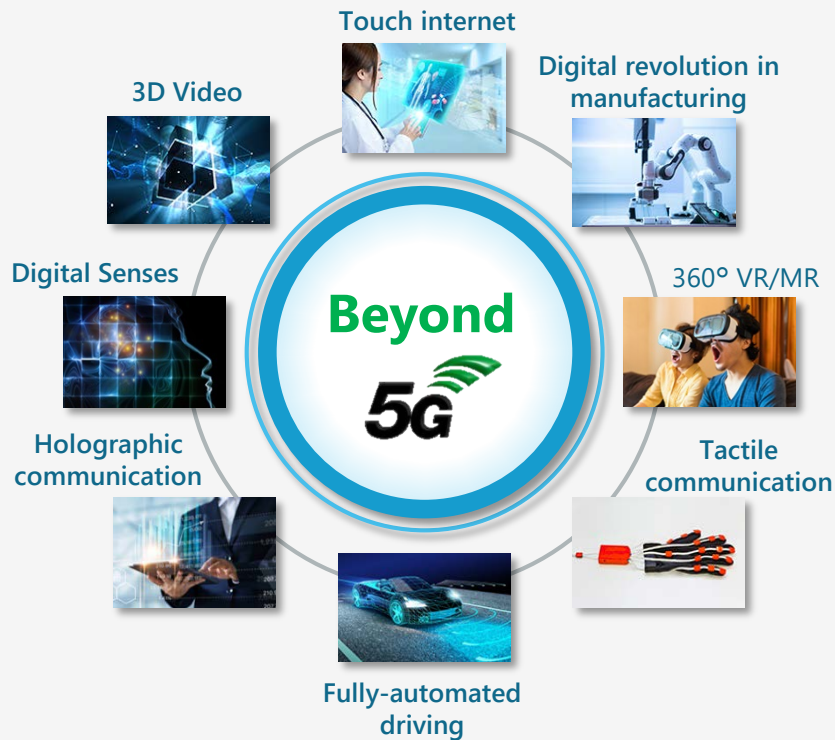 Touch internet
Digital revolution in
manufacturing
3D Video
Digital Senses
360° VR/MR
Beyond
5G
Holographic
communication
Tactile
communication
Fully-automated
driving